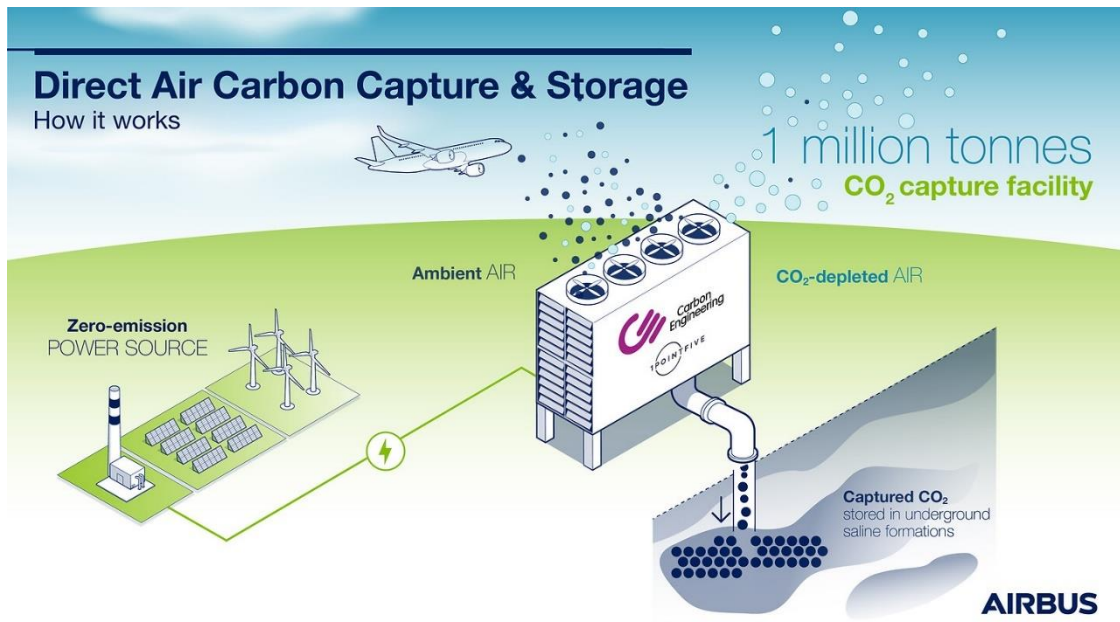 Direct Air Carbon Capture & Storage
How it works
1 million tonnes
CO₂ capture facility
Ambient AIR
CO₂-depleted AIR
Zero-emission
POWER SOURCE
Carbon
Engineering
1POINTFIVE
Captured CO₂
stored in underground
saline formations
AIRBUS